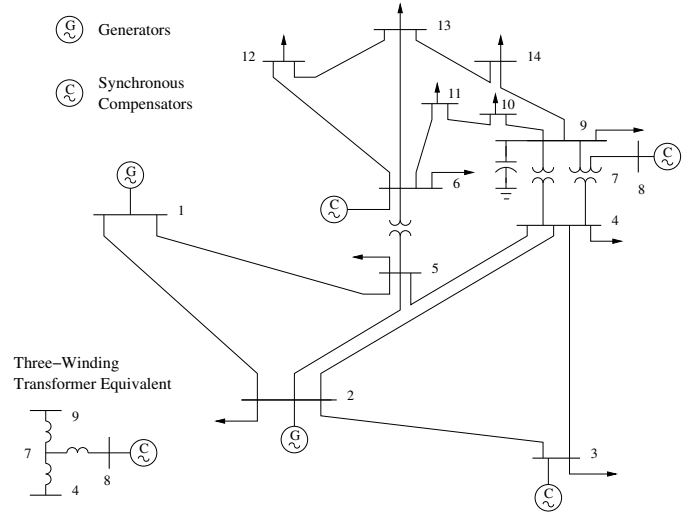 G
Generators
C
Synchronous
Compensators
13
12
14
11
10
9
C
7
8
G
1
C
6
4
5
2
G
3
C
Three−Winding
Transformer Equivalent
9
7
C
8
4